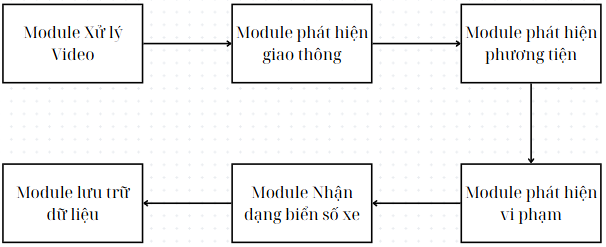 Module Xử lý
Video
Module phát hiện
giao thông
Module phát hiện
phương tiện
Module phát hiện
vi phạm
Module Nhận
dạng biển số xe
Module lưu trữ
dữ liệu